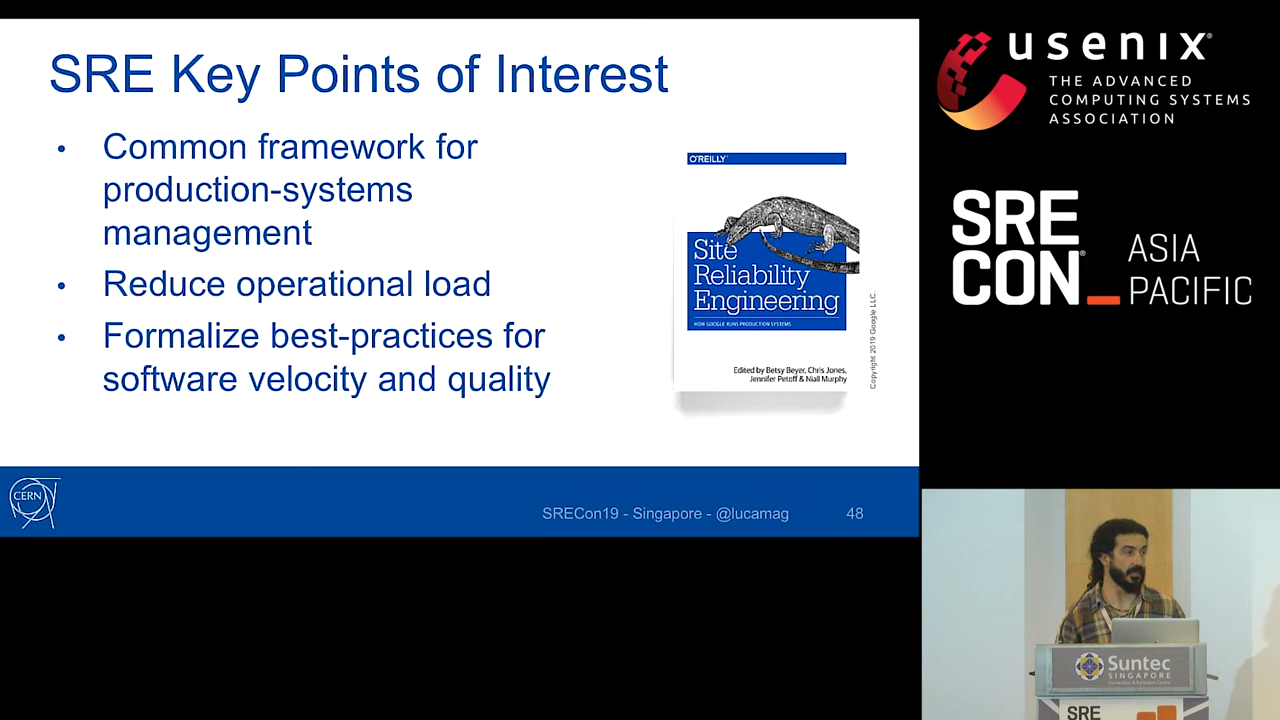 SRE Key Points of Interest
• Common framework for
production-systems
management
• Reduce operational load
• Formalize best-practices for
software velocity and quality
O'REILLY®
Site
Reliability
Engineering
HOW GOOGLE RUNS PRODUCTION SYSTEMS
Edited by Betsy Beyer, Chris Jones,
Jennifer Petoff & Niall Murphy
Copyright 2019 Google LLC.
CERN
SRECon19 - Singapore - @lucamag
48
usenix®
THE ADVANCED
COMPUTING SYSTEMS
ASSOCIATION
SRE
CON®
ASIA
PACIFIC
Suntec
SINGAPORE
SRE